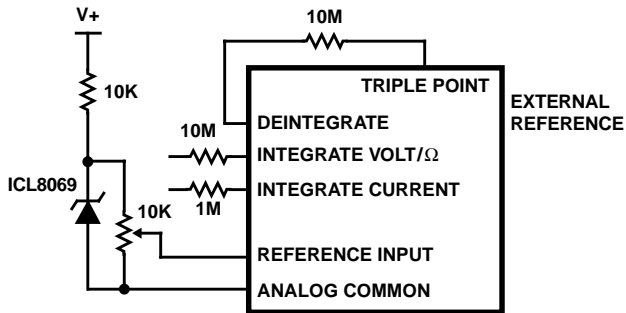 10M
V+
TRIPLE POINT
10K
EXTERNAL
REFERENCE
DEINTEGRATE
10M
INTEGRATE VOLT/Ω
ICL8069
INTEGRATE CURRENT
1M
10K
REFERENCE INPUT
ANALOG COMMON